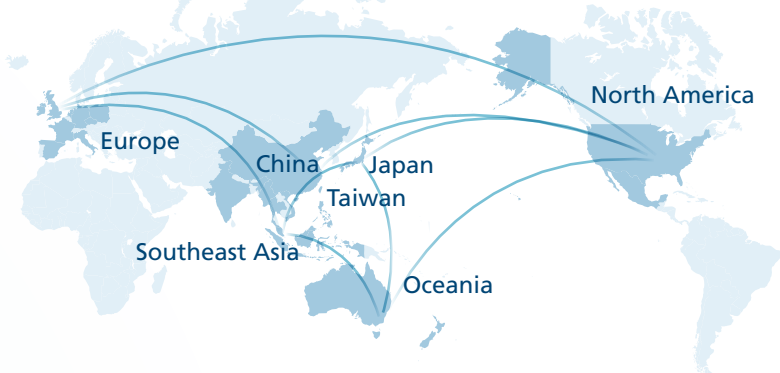 North America
Europe
China
Japan
Taiwan
Southeast Asia
Oceania